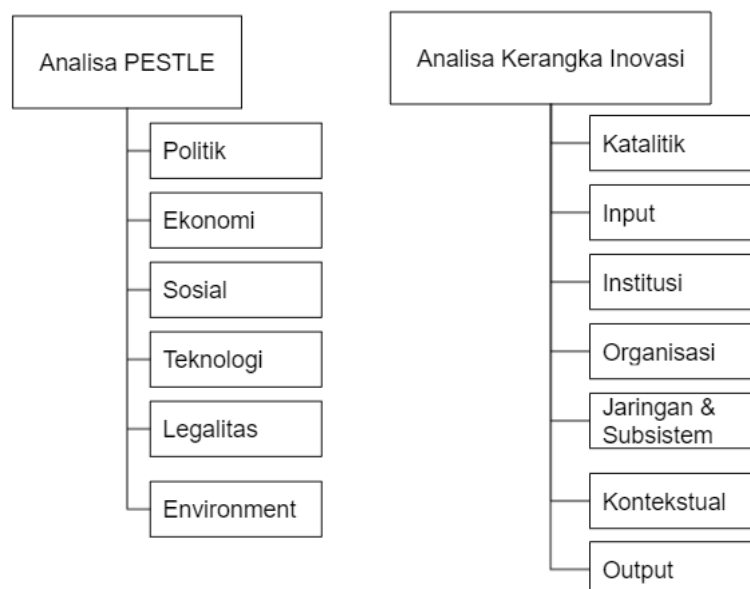 Analisa PESTLE
Politik
Ekonomi
Sosial
Teknologi
Legalitas
Environment
Analisa Kerangka Inovasi
Katalitik
Input
Institusi
Organisasi
Jaringan &
Subsistem
Kontekstual
Output